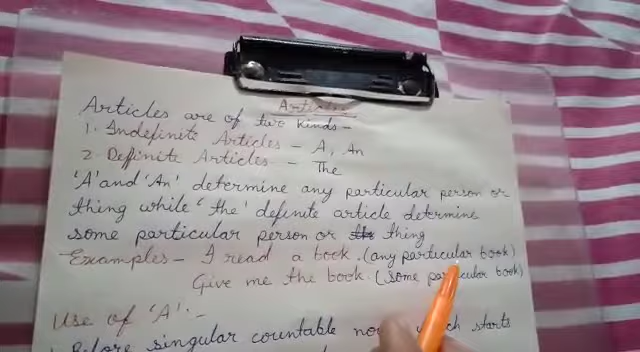 Articles
Articles are of two kinds-
1. Indefinite Articles - A, An
2. Definite Articles - The
'A' and 'An' determine any particular person or
thing while 'the' definite article determine
some particular person or thing
Examples - I read a book. (any particular book)
Give me the book. (some particular book)
Use of 'A' :-
1. Before singular countable starts